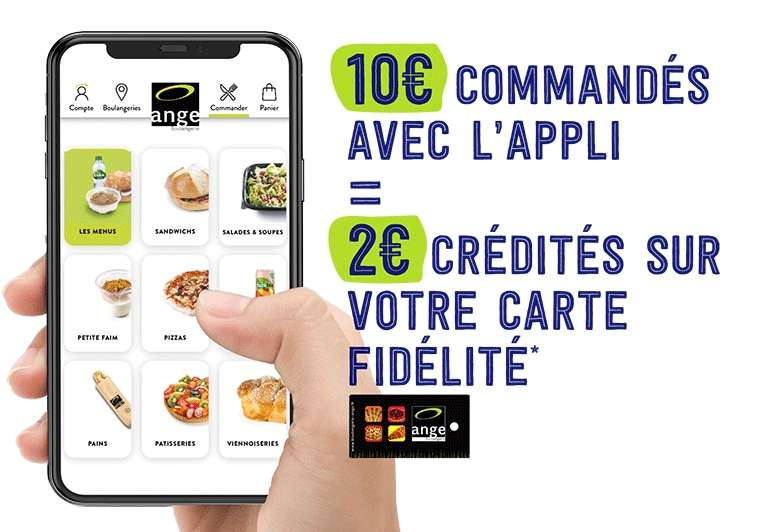 Compte
Boulangeries
ange
Boulangerie
Commander
Panier
LES MENUS
SANDWICHS
SALADES & SOUPES
PETITE FAIM
PIZZAS
PAINS
PATISSERIES
VIENNOISERIES
10€ COMMANDÉS
AVEC L'APPLI
=
2€ CRÉDITÉS SUR
VOTRE CARTE
FIDÉLITÉ*
ange